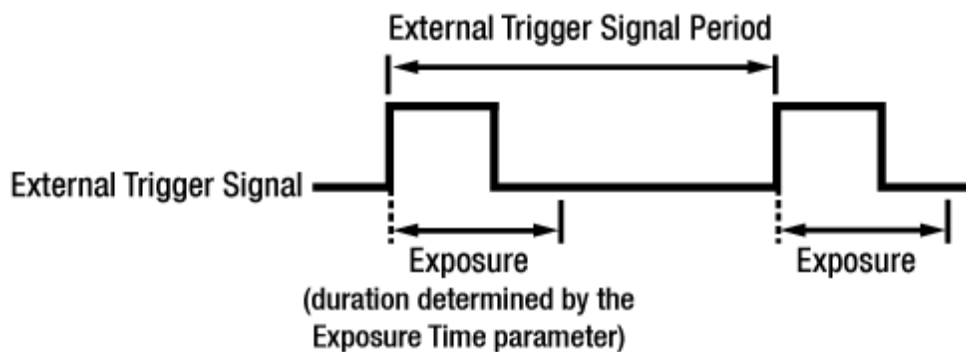 External Trigger Signal Period
External Trigger Signal
Exposure
(duration determined by the
Exposure Time parameter)
Exposure